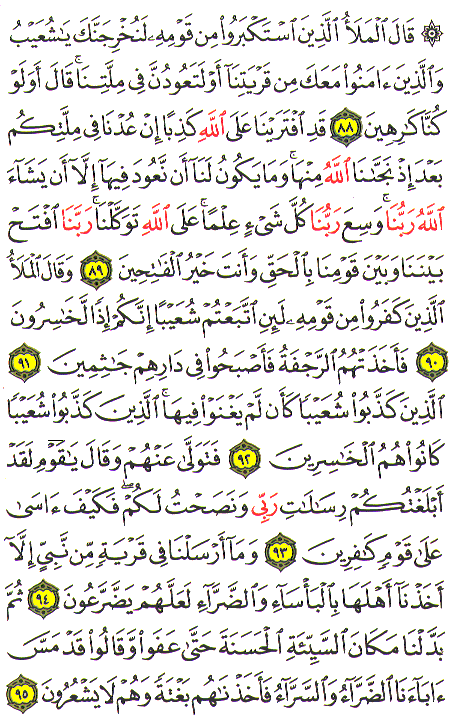 ۞ قَالَ ٱلْمَلَأُ ٱلَّذِينَ ٱسْتَكْبَرُوا۟ مِن قَوْمِهِۦ لَنُخْرِجَنَّكَ يَـٰشُعَيْبُ
وَٱلَّذِينَ ءَامَنُوا۟ مَعَكَ مِن قَرْيَتِنَآ أَوْ لَتَعُودُنَّ فِى مِلَّتِنَا ۚ قَالَ أَوَلَوْ
كُنَّا كَـٰرِهِينَ ٨٨ قَدِ ٱفْتَرَيْنَا عَلَى ٱللَّهِ كَذِبًا إِنْ عُدْنَا فِى مِلَّتِكُم
بَعْدَ إِذْ نَجَّىٰنَا ٱللَّهُ مِنْهَا ۚ وَمَا يَكُونُ لَنَآ أَن نَّعُودَ فِيهَآ إِلَّآ أَن يَشَآءَ
ٱللَّهُ رَبُّنَا ۚ وَسِعَ رَبُّنَا كُلَّ شَىْءٍ عِلْمًا ۚ عَلَى ٱللَّهِ تَوَكَّلْنَا ۚ رَبَّنَا ٱفْتَحْ
بَيْنَنَا وَبَيْنَ قَوْمِنَا بِٱلْحَقِّ وَأَنتَ خَيْرُ ٱلْفَـٰتِحِينَ ٨٩ وَقَالَ ٱلْمَلَأُ
ٱلَّذِينَ كَفَرُوا۟ مِن قَوْمِهِۦ لَئِنِ ٱتَّبَعْتُمْ شُعَيْبًا إِنَّكُمْ إِذًا لَّخَـٰسِرُونَ
٩٠ فَأَخَذَتْهُمُ ٱلرَّجْفَةُ فَأَصْبَحُوا۟ فِى دَارِهِمْ جَـٰثِمِينَ ٩١
ٱلَّذِينَ كَذَّبُوا۟ شُعَيْبًا كَأَن لَّمْ يَغْنَوْا۟ فِيهَا ۚ ٱلَّذِينَ كَذَّبُوا۟ شُعَيْبًا
كَانُوا۟ هُمُ ٱلْخَـٰسِرِينَ ٩٢ فَتَوَلَّىٰ عَنْهُمْ وَقَالَ يَـٰقَوْمِ لَقَدْ
أَبْلَغْتُكُمْ رِسَـٰلَـٰتِ رَبِّى وَنَصَحْتُ لَكُمْ ۖ فَكَيْفَ ءَاسَىٰ
عَلَىٰ قَوْمٍ كَـٰفِرِينَ ٩٣ وَمَآ أَرْسَلْنَا فِى قَرْيَةٍ مِّن نَّبِىٍّ إِلَّآ
أَخَذْنَآ أَهْلَهَا بِٱلْبَأْسَآءِ وَٱلضَّرَّآءِ لَعَلَّهُمْ يَضَّرَّعُونَ ٩٤ ثُمَّ
بَدَّلْنَا مَكَانَ ٱلسَّيِّئَةِ ٱلْحَسَنَةَ حَتَّىٰ عَفَوا۟ وَّقَالُوا۟ قَدْ مَسَّ
ءَابَآءَنَا ٱلضَّرَّآءُ وَٱلسَّرَّآءُ فَأَخَذْنَـٰهُم بَغْتَةً وَهُمْ لَا يَشْعُرُونَ ٩٥